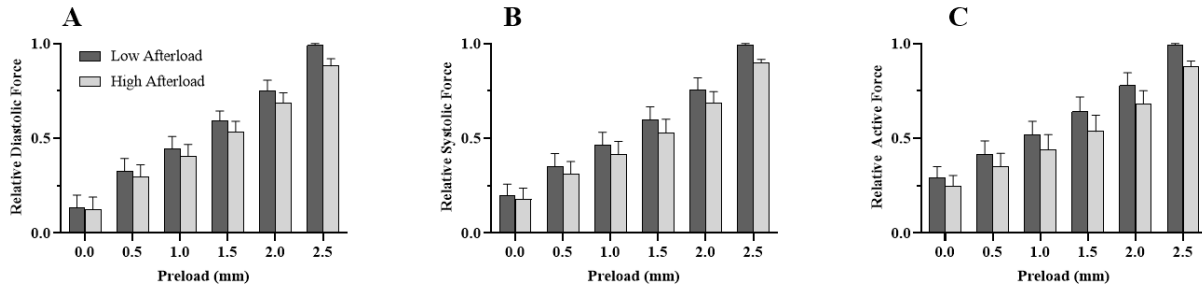 A
Relative Diastolic Force
1.0
0.5
0.0
Low Afterload
High Afterload
0.0 0.5 1.0 1.5 2.0 2.5
Preload (mm)
B
Relative Systolic Force
1.0
0.5
0.0
0.0 0.5 1.0 1.5 2.0 2.5
Preload (mm)
C
Relative Active Force
1.0
0.5
0.0
0.0 0.5 1.0 1.5 2.0 2.5
Preload (mm)